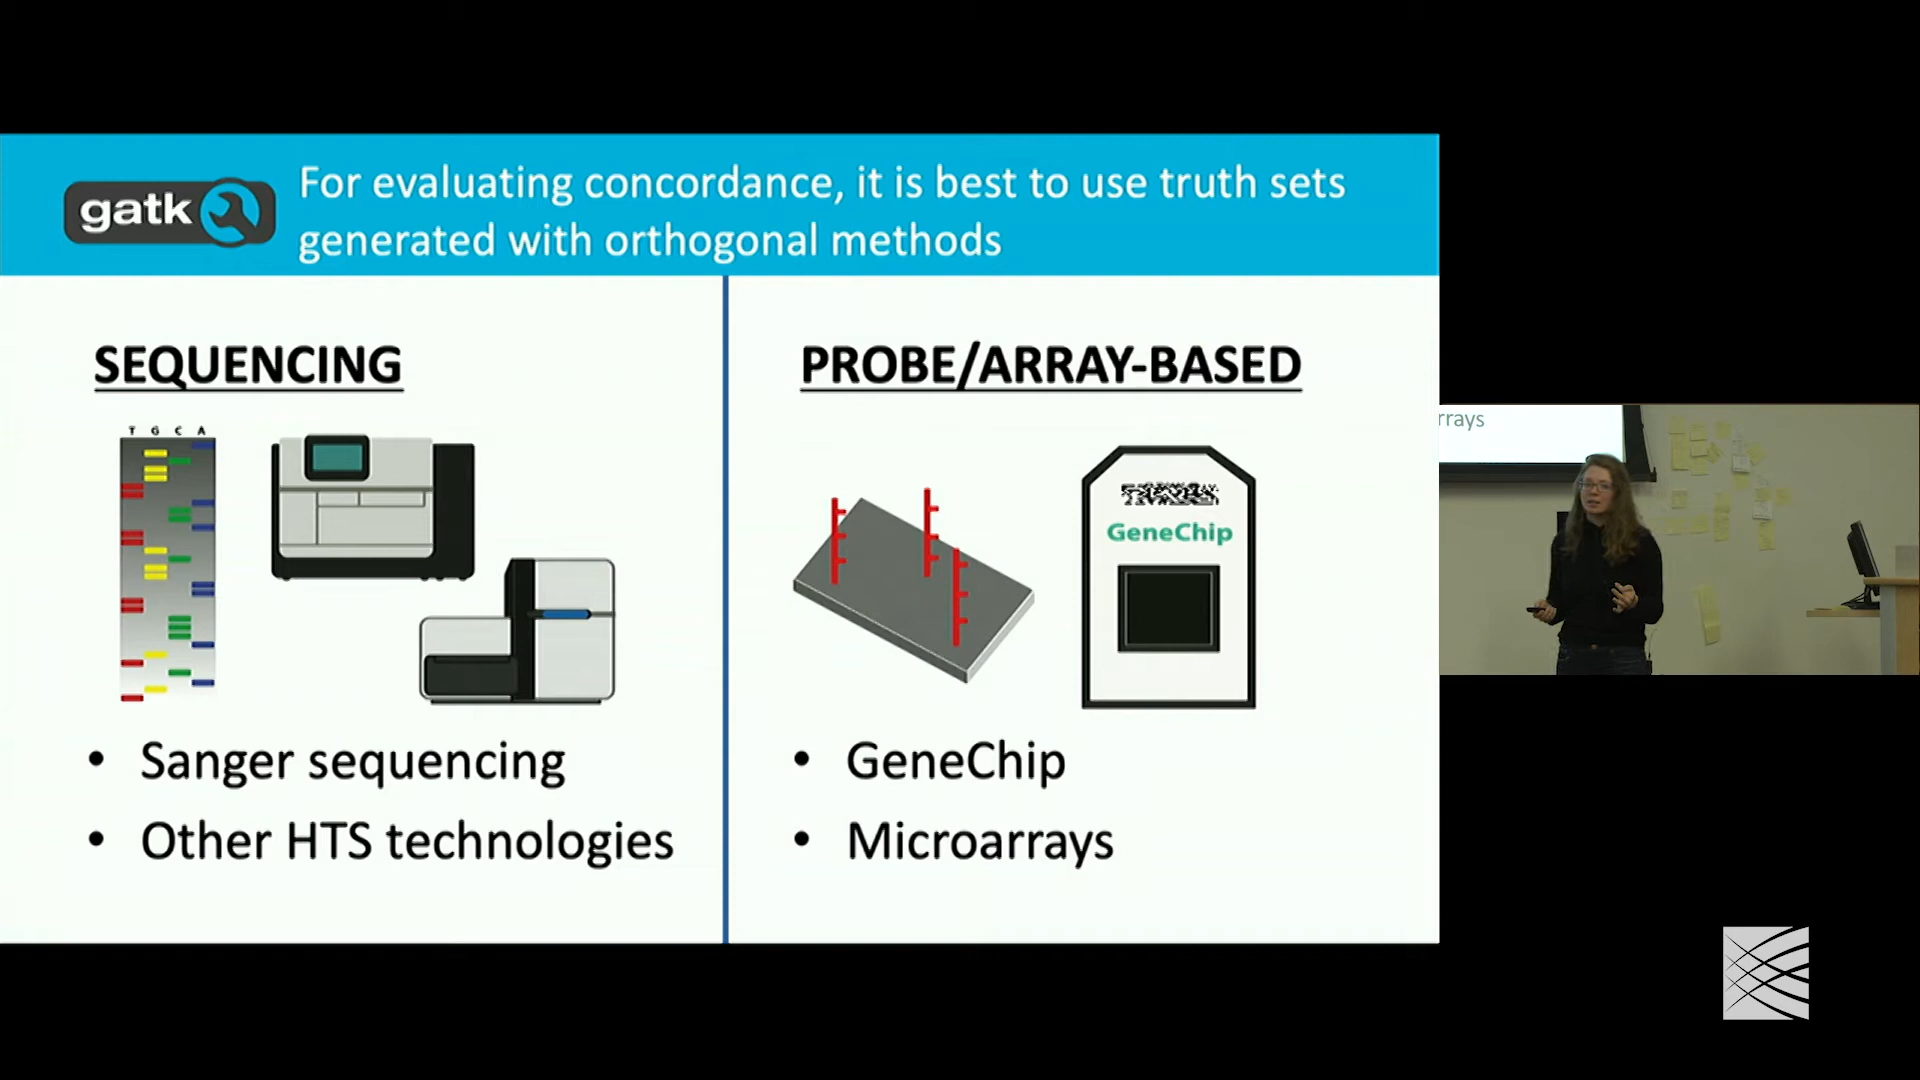 gatk
For evaluating concordance, it is best to use truth sets
generated with orthogonal methods
SEQUENCING
T G C A
• Sanger sequencing
• Other HTS technologies
PROBE/ARRAY-BASED
GeneChip
• GeneChip
• Microarrays
rrays